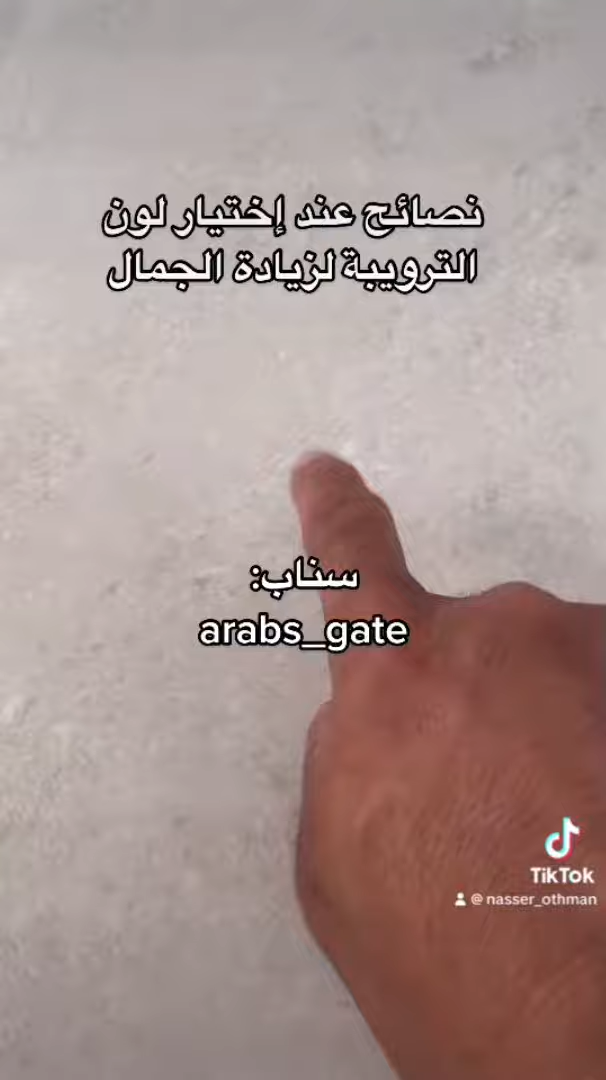 نصائح عند إختيار لون
الترويبة لزيادة الجمال
سناب:
arabs_gate
TikTok
@ nasser_othman